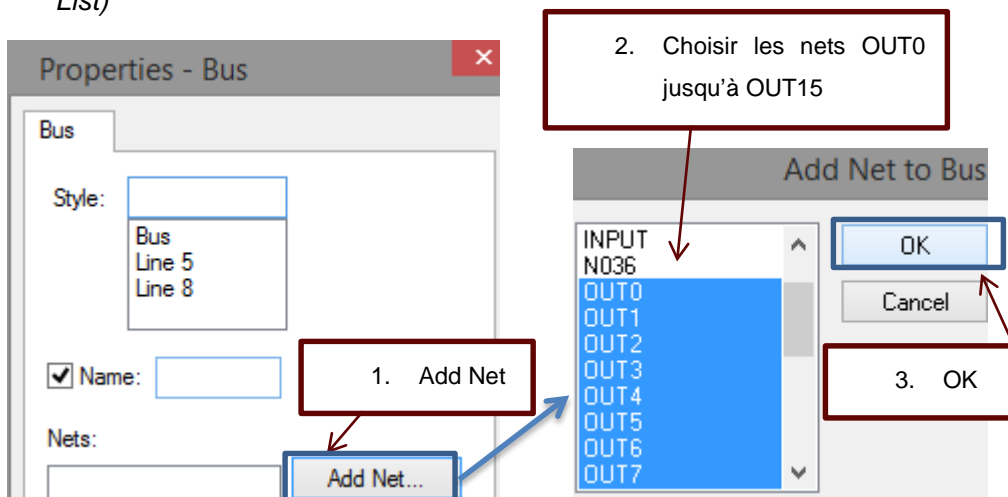 List)
Properties - Bus
Bus
Style:
Bus
Line 5
Line 8
Name:
Nets:
1. Add Net
Add Net...
2. Choisir les nets OUT0
jusqu'à OUT15
Add Net to Bus
INPUT
N036
OUT0
OUT1
OUT2
OUT3
OUT4
OUT5
OUT6
OUT7
OK
Cancel
3. OK